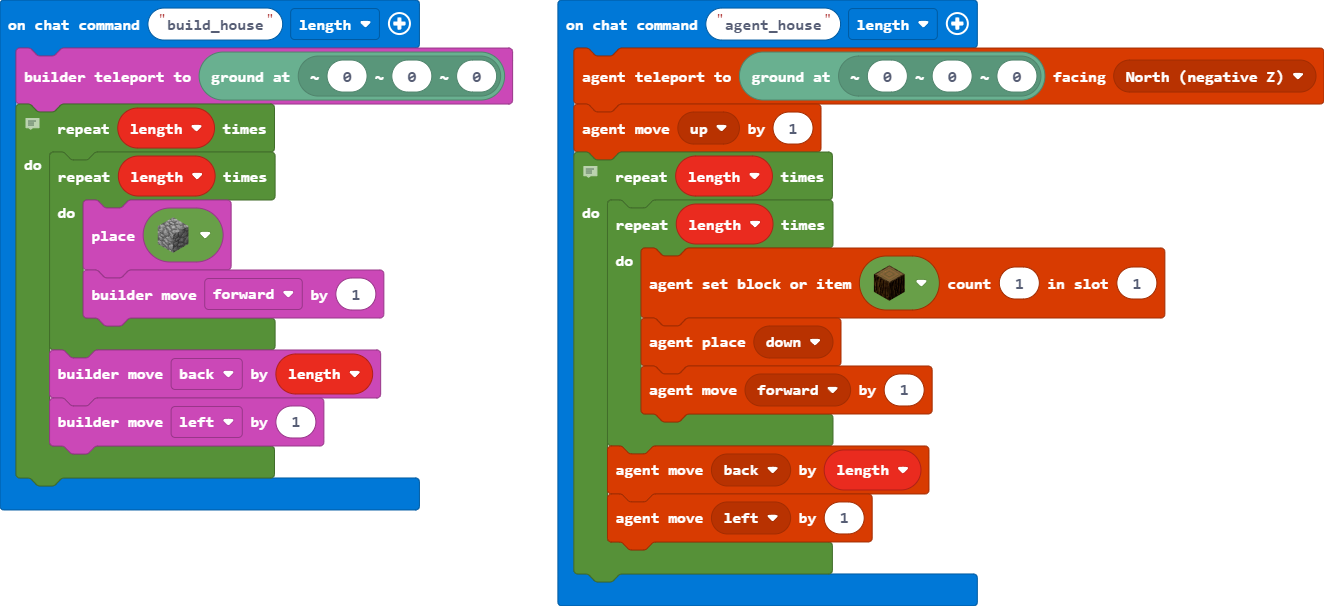 on chat command "build_house" length
builder teleport to ground at ~ 0 ~ 0 ~ 0
repeat length times
do
repeat length times
do
place
builder move forward by 1
builder move back by length
builder move left by 1
on chat command "agent_house" length
agent teleport to ground at ~ 0 ~ 0 ~ 0 facing North (negative Z)
agent move up by 1
repeat length times
do
repeat length times
do
agent set block or item count 1 in slot 1
agent place down
agent move forward by 1
agent move back by length
agent move left by 1